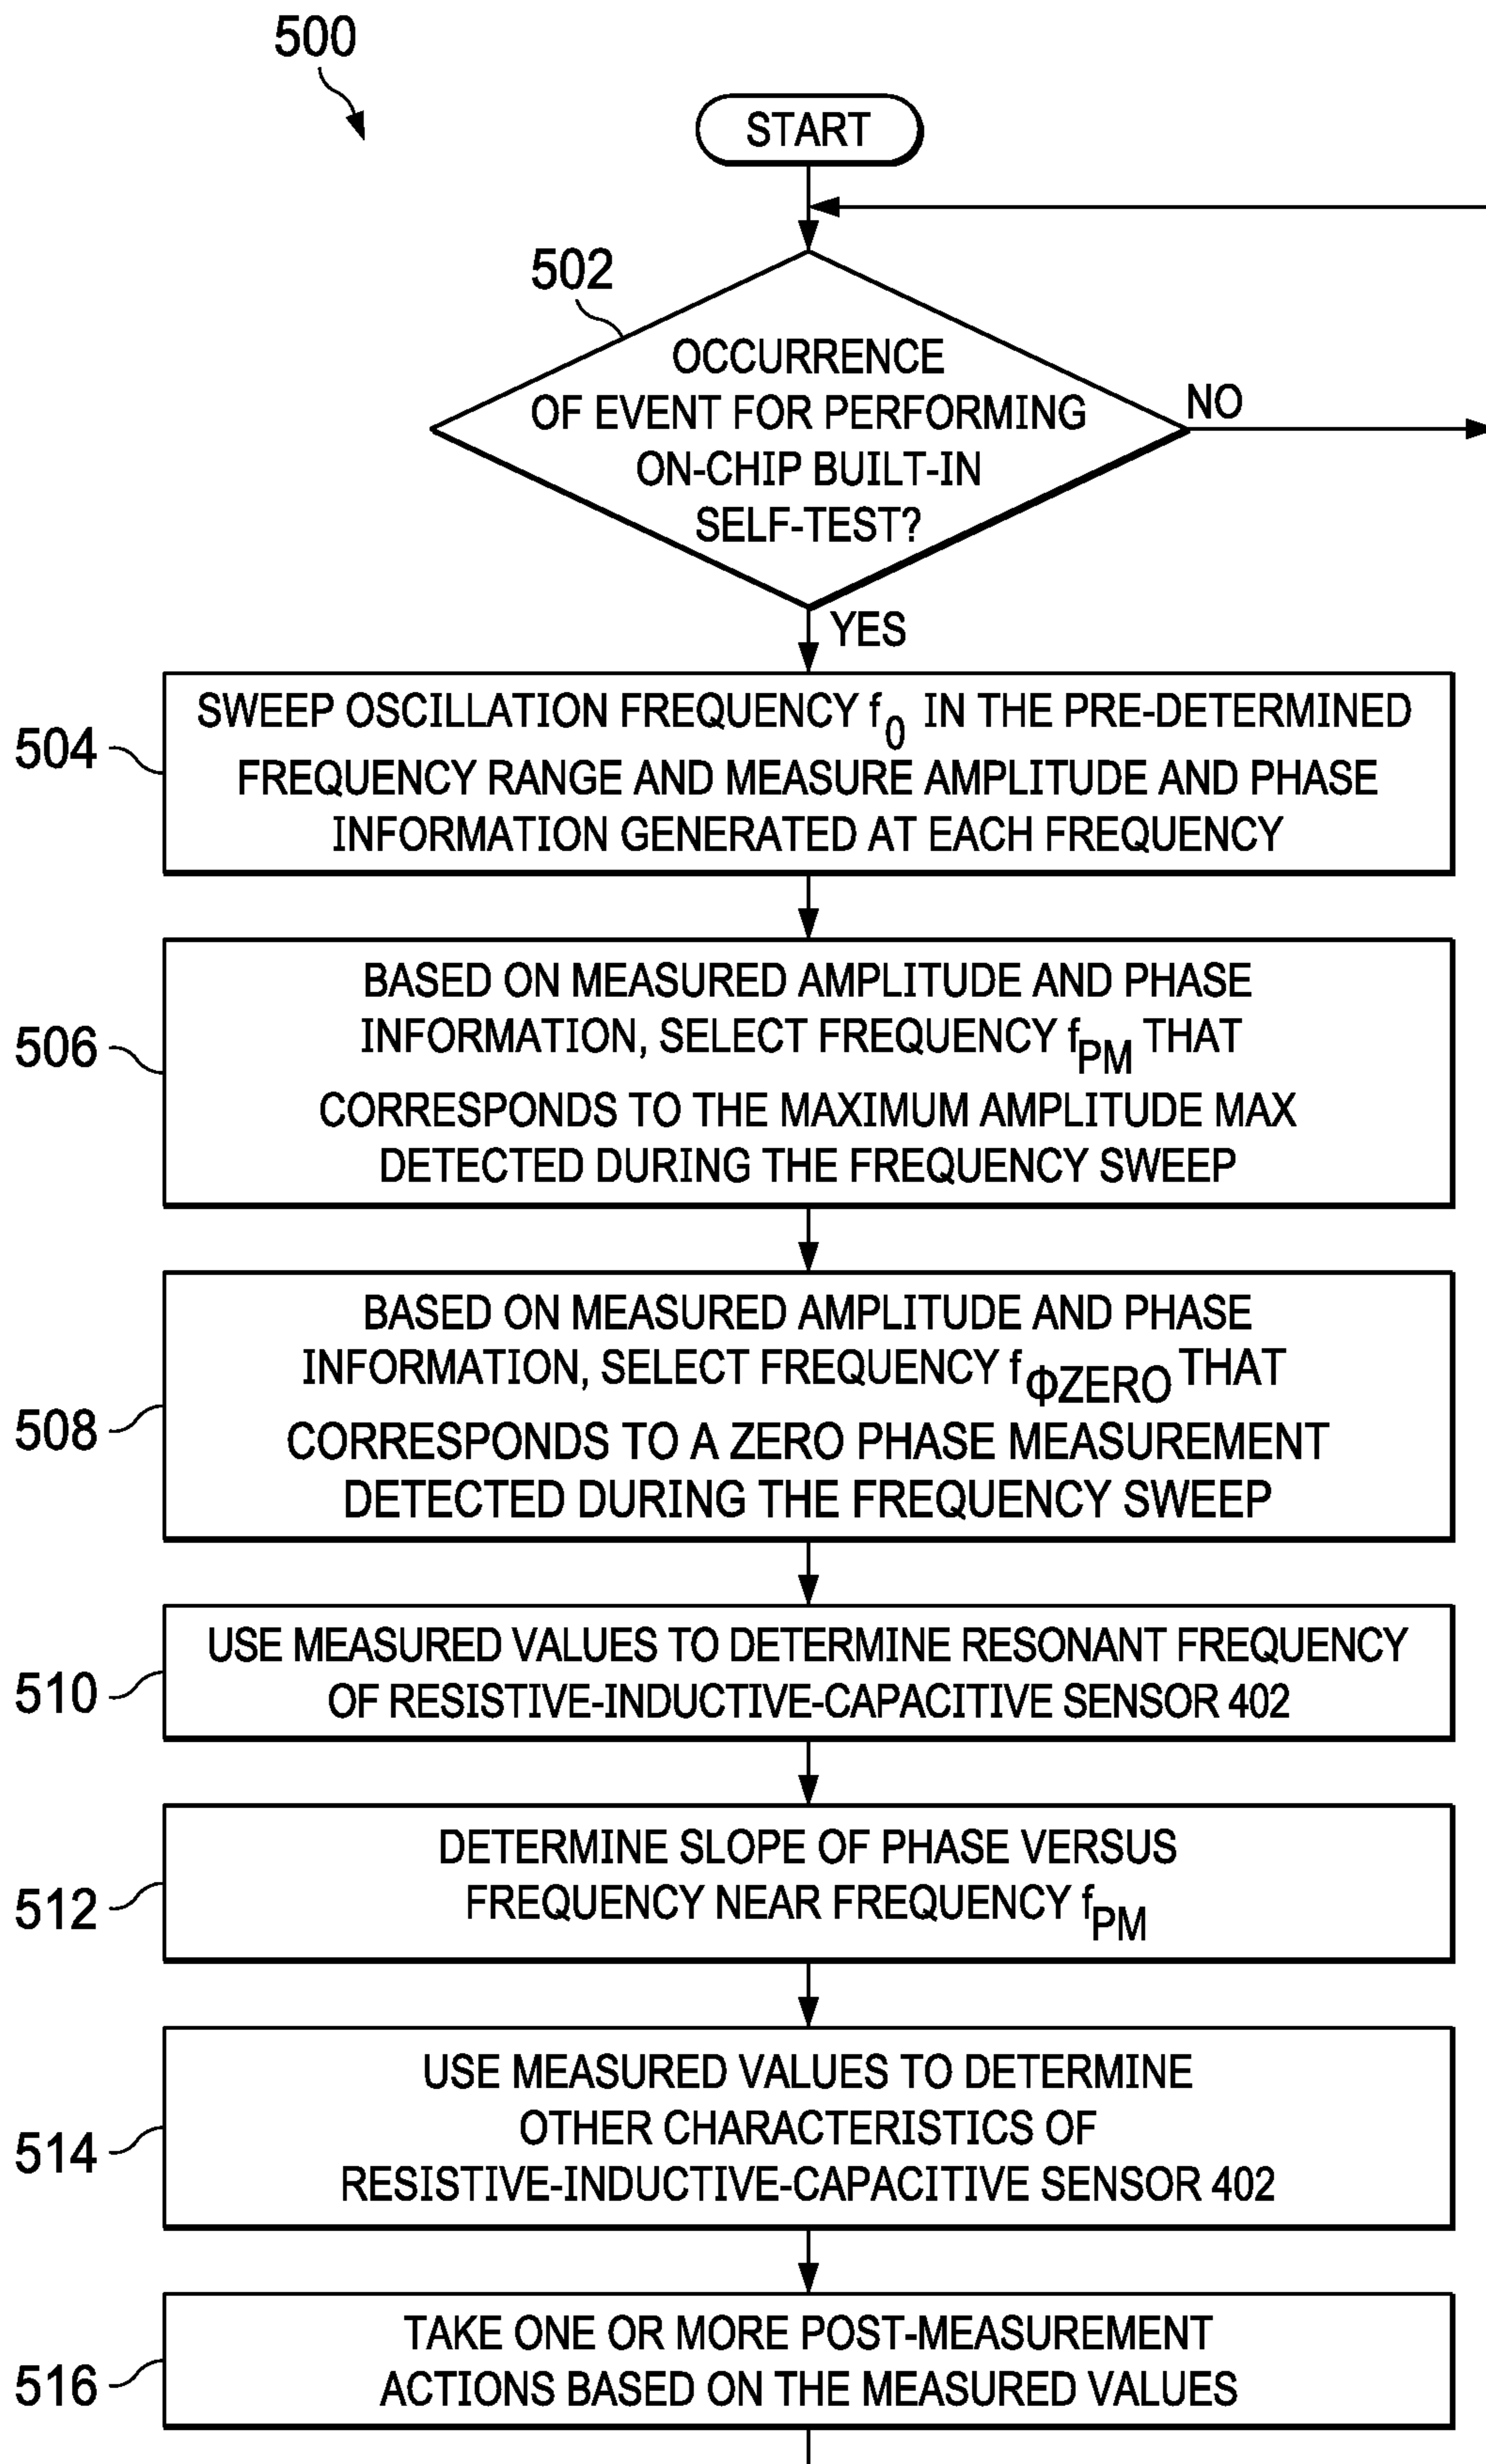 500
START
502
OCCURRENCE
OF EVENT FOR PERFORMING
ON-CHIP BUILT-IN
SELF-TEST?
NO
YES
504
SWEEP OSCILLATION FREQUENCY f0 IN THE PRE-DETERMINED
FREQUENCY RANGE AND MEASURE AMPLITUDE AND PHASE
INFORMATION GENERATED AT EACH FREQUENCY
506
BASED ON MEASURED AMPLITUDE AND PHASE
INFORMATION, SELECT FREQUENCY fPM THAT
CORRESPONDS TO THE MAXIMUM AMPLITUDE MAX
DETECTED DURING THE FREQUENCY SWEEP
508
BASED ON MEASURED AMPLITUDE AND PHASE
INFORMATION, SELECT FREQUENCY fΦZERO THAT
CORRESPONDS TO A ZERO PHASE MEASUREMENT
DETECTED DURING THE FREQUENCY SWEEP
510
USE MEASURED VALUES TO DETERMINE RESONANT FREQUENCY
OF RESISTIVE-INDUCTIVE-CAPACITIVE SENSOR 402
512
DETERMINE SLOPE OF PHASE VERSUS
FREQUENCY NEAR FREQUENCY fPM
514
USE MEASURED VALUES TO DETERMINE
OTHER CHARACTERISTICS OF
RESISTIVE-INDUCTIVE-CAPACITIVE SENSOR 402
516
TAKE ONE OR MORE POST-MEASUREMENT
ACTIONS BASED ON THE MEASURED VALUES